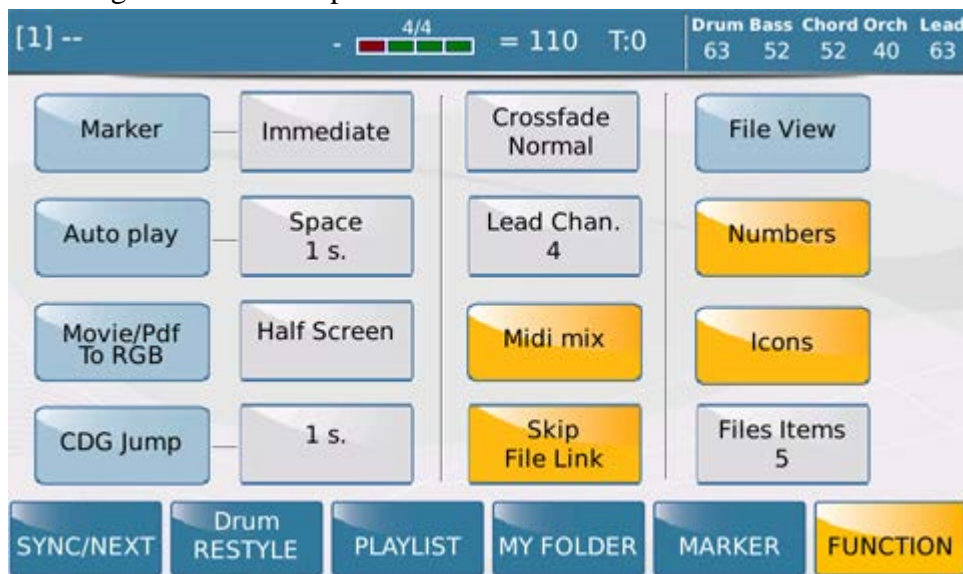 [1] --
- 4/4 = 110 T:0
Drum Bass Chord Orch Lead
63 52 52 40 63
Marker
Immediate
Crossfade
Normal
File View
Auto play
Space
1 s.
Lead Chan.
4
Numbers
Movie/Pdf
To RGB
Half Screen
Midi mix
Icons
CDG Jump
1 s.
Skip
File Link
Files Items
5
SYNC/NEXT
Drum
RESTYLE
PLAYLIST
MY FOLDER
MARKER
FUNCTION